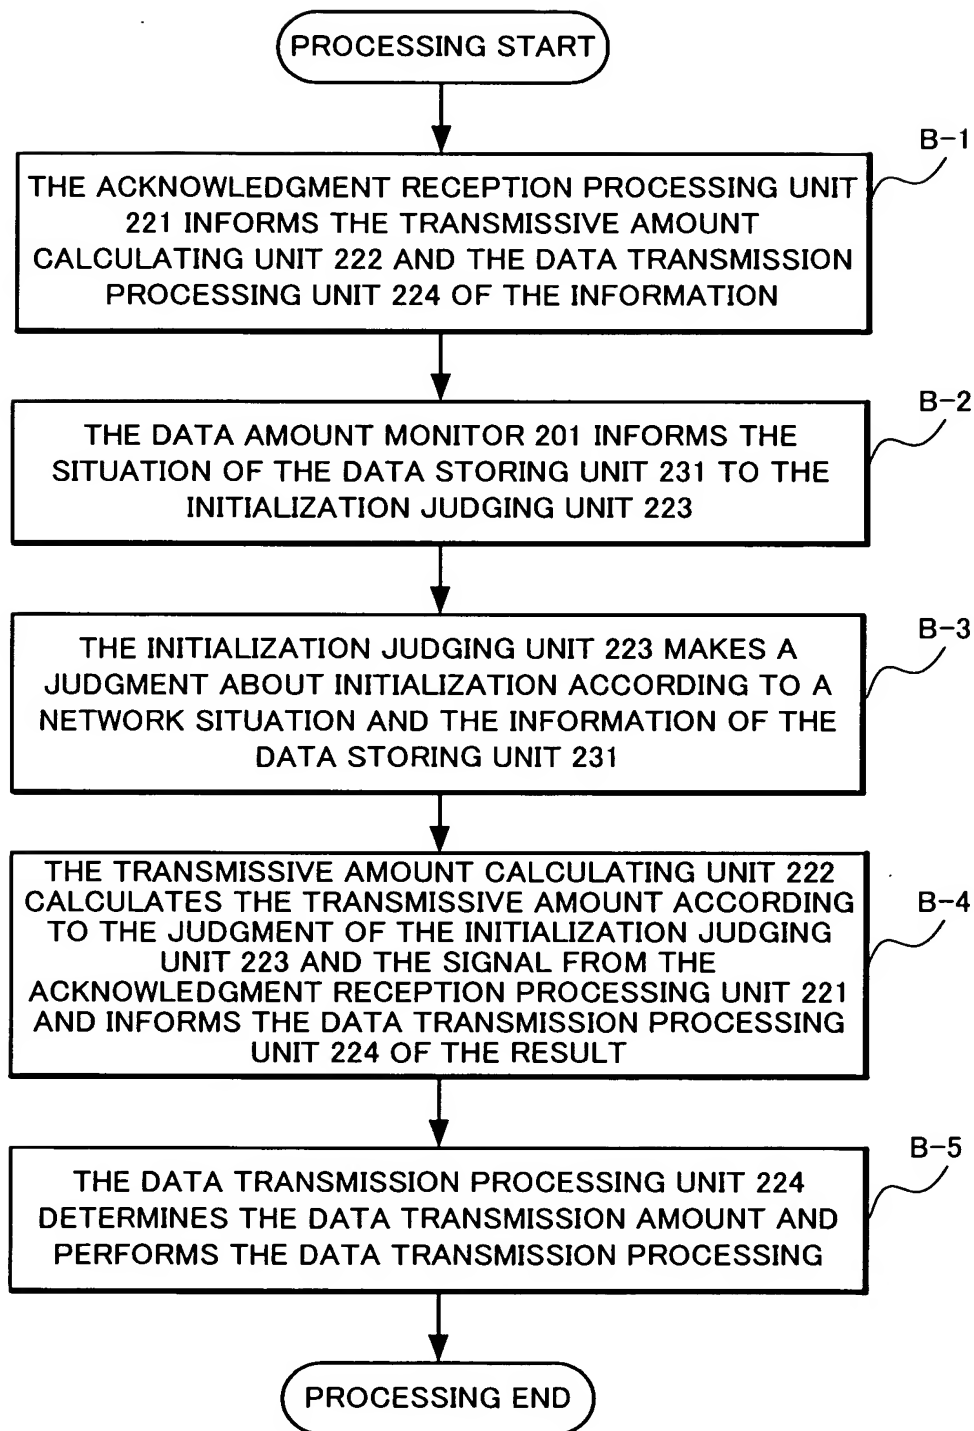 PROCESSING START
B-1
THE ACKNOWLEDGMENT RECEPTION PROCESSING UNIT
221 INFORMS THE TRANSMISSIVE AMOUNT
CALCULATING UNIT 222 AND THE DATA TRANSMISSION
PROCESSING UNIT 224 OF THE INFORMATION
B-2
THE DATA AMOUNT MONITOR 201 INFORMS THE
SITUATION OF THE DATA STORING UNIT 231 TO THE
INITIALIZATION JUDGING UNIT 223
B-3
THE INITIALIZATION JUDGING UNIT 223 MAKES A
JUDGMENT ABOUT INITIALIZATION ACCORDING TO A
NETWORK SITUATION AND THE INFORMATION OF THE
DATA STORING UNIT 231
B-4
THE TRANSMISSIVE AMOUNT CALCULATING UNIT 222
CALCULATES THE TRANSMISSIVE AMOUNT ACCORDING
TO THE JUDGMENT OF THE INITIALIZATION JUDGING
UNIT 223 AND THE SIGNAL FROM THE
ACKNOWLEDGMENT RECEPTION PROCESSING UNIT 221
AND INFORMS THE DATA TRANSMISSION PROCESSING
UNIT 224 OF THE RESULT
B-5
THE DATA TRANSMISSION PROCESSING UNIT 224
DETERMINES THE DATA TRANSMISSION AMOUNT AND
PERFORMS THE DATA TRANSMISSION PROCESSING
PROCESSING END